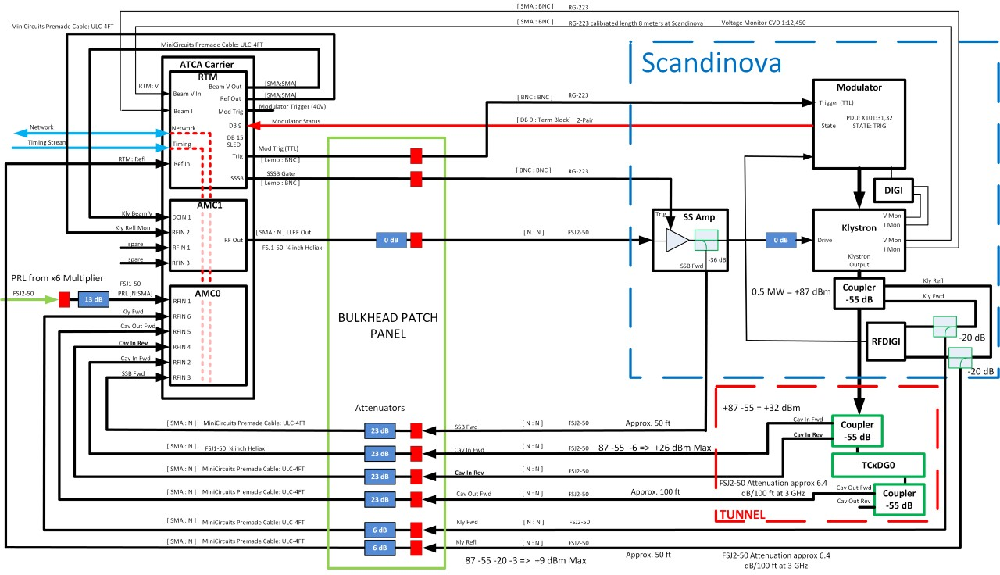 [ SMA : BNC ] RG-223
[ SMA : BNC ] RG-223 calibrated length 8 meters at Scandinova Voltage Monitor CVD 1:12,450
MiniCircuits Premade Cable: ULC-4FT
MiniCircuits Premade Cable: ULC-4FT
Scandinova
ATCA Carrier
RTM
RTM: V
Beam V In
Beam V Out
[SMA:SMA]
Ref Out
[SMA:SMA]
Beam I
Mod Trig
Modulator Trigger (40V)
Network
Network
DB 9
Modulator Status
DB 15
SLED
Timing Stream
Timing
Trig
Mod Trig (TTL)
[ Lemo : BNC ]
RTM: Refl
Ref In
SSSB
SSSB Gate
[ Lemo : BNC ]
[ BNC : BNC ] RG-223
[ DB 9 : Term Block] 2-Pair
[ BNC : BNC ] RG-223
Modulator
Trigger (TTL)
PDU: X101:31,32
STATE: TRIG
State
DIGI
AMC1
Kly Beam V
DCIN 1
Kly Refl Mon
RFIN 2
spare
RFIN 1
spare
RFIN 3
RF Out
[ SMA : N ] LLRF Out
FSJ1-50 ¼ inch Heliax
0 dB
[ N : N ] FSJ2-50
Trig
SS Amp
-36 dB
SSB Fwd
0 dB
Drive
Klystron
V Mon
I Mon
V Mon
I Mon
Klystron
Output
PRL from x6 Multiplier
FSJ2-50
13 dB
FSJ1-50
PRL [N:SMA]
AMC0
RFIN 1
Kly Fwd
RFIN 6
Cav Out Fwd
RFIN 5
Cav In Rev
RFIN 4
Cav In Fwd
RFIN 2
SSB Fwd
RFIN 3
BULKHEAD PATCH
PANEL
0.5 MW = +87 dBm
Coupler
-55 dB
Kly Refl
Kly Fwd
RFDIGI
-20 dB
-20 dB
Attenuators
+87 -55 = +32 dBm
[ SMA : N ] MiniCircuits Premade Cable: ULC-4FT
23 dB
SSB Fwd
[ N : N ] FSJ2-50
Approx. 50 ft
Cav In Fwd
Cav In Rev
Coupler
-55 dB
[ SMA : N ] FSJ1-50 ¼ inch Heliax
23 dB
Cav In Fwd
[ N : N ] FSJ2-50
87 -55 -6 => +26 dBm Max
TCxDG0
[ SMA : N ] MiniCircuits Premade Cable: ULC-4FT
23 dB
Cav In Rev
[ N : N ] FSJ2-50
FSJ2-50 Attenuation approx 6.4
dB/100 ft at 3 GHz
[ SMA : N ] MiniCircuits Premade Cable: ULC-4FT
23 dB
Cav Out Fwd
[ N : N ] FSJ2-50
Approx. 100 ft
Cav Out Fwd
Cav Out Rev
Coupler
-55 dB
TUNNEL
[ SMA : N ] MiniCircuits Premade Cable: ULC-4FT
6 dB
Kly Fwd
[ N : N ] FSJ2-50
[ SMA : N ] MiniCircuits Premade Cable: ULC-4FT
6 dB
Kly Refl
[ N : N ] FSJ2-50
Approx. 50 ft
87 -55 -20 -3 => +9 dBm Max
FSJ2-50 Attenuation approx 6.4
dB/100 ft at 3 GHz